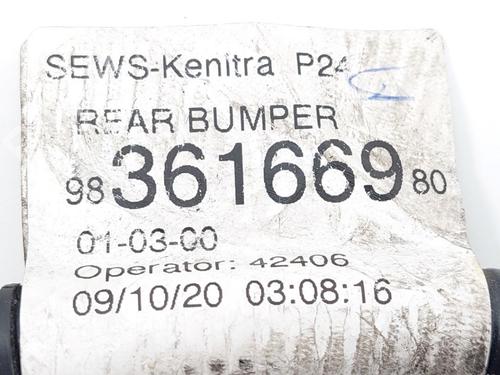 SEWS-Kenitra P24
REAR BUMPER
98 361669 80
01-03-00
Operator: 42406
09/10/20 03:08:16